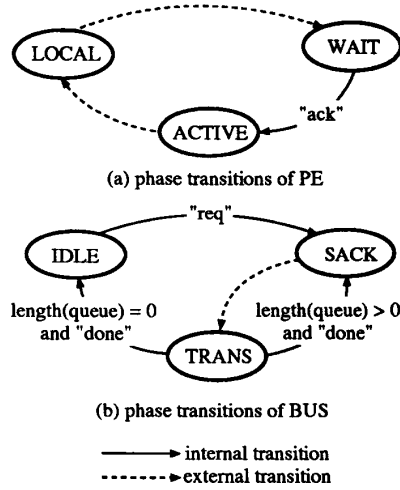 LOCAL
WAIT
"ack"
ACTIVE
(a) phase transitions of PE
"req"
IDLE
SACK
length(queue) = 0
and "done"
length(queue) > 0
and "done"
TRANS
(b) phase transitions of BUS
internal transition
external transition